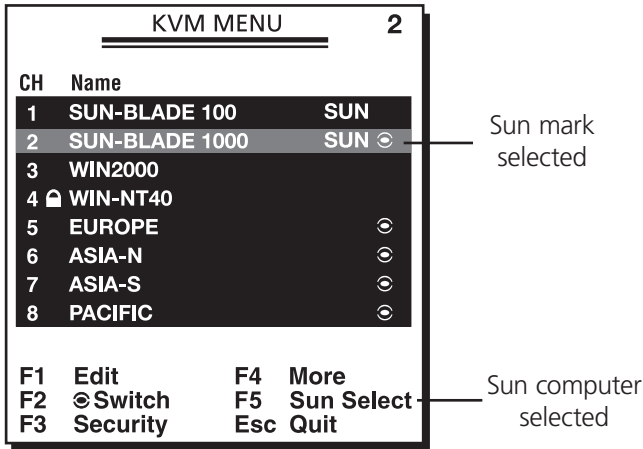 KVM MENU 2
CH Name
1 SUN-BLADE 100 SUN
2 SUN-BLADE 1000 SUN
3 WIN2000
4 WIN-NT40
5 EUROPE
6 ASIA-N
7 ASIA-S
8 PACIFIC
F1 Edit F4 More
F2 Switch F5 Sun Select
F3 Security Esc Quit
Sun mark
selected
Sun computer
selected